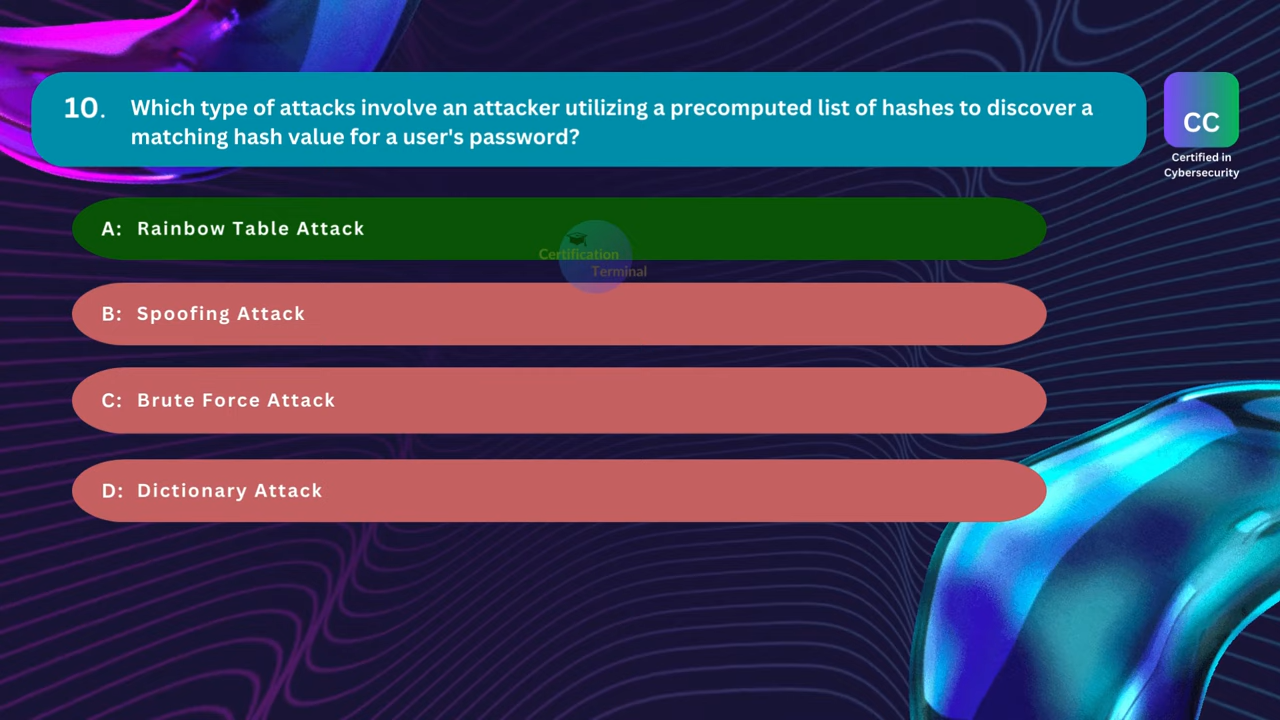 10. Which type of attacks involve an attacker utilizing a precomputed list of hashes to discover a
matching hash value for a user's password?
CC
Certified in
Cybersecurity
A: Rainbow Table Attack
Certification
Terminal
B: Spoofing Attack
C: Brute Force Attack
D: Dictionary Attack